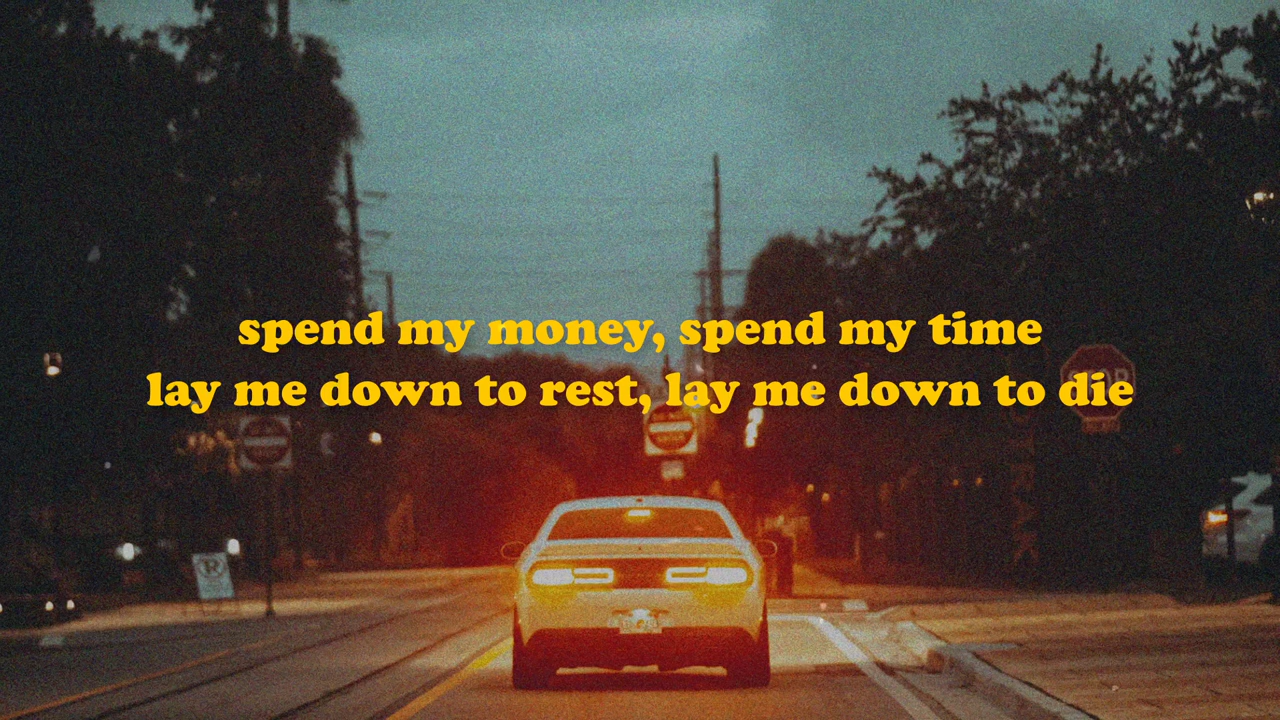 spend my money, spend my time
lay me down to rest, lay me down to die